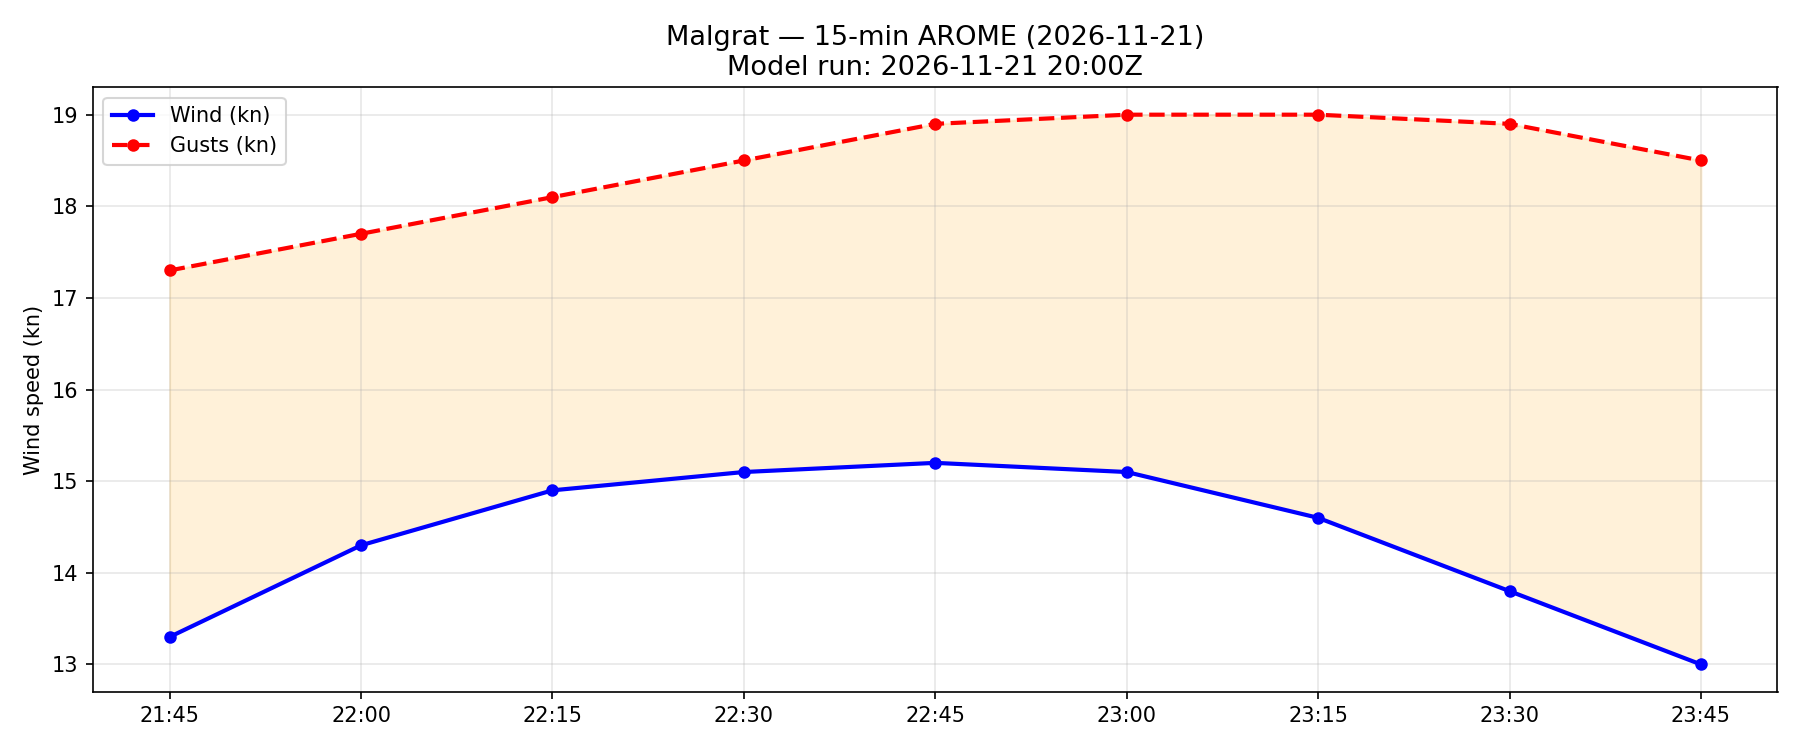 Malgrat — 15-min AROME (2026-11-21)
Model run: 2026-11-21 20:00Z
Wind (kn)
Gusts (kn)
Wind speed (kn)
19
18
17
16
15
14
13
21:45 22:00 22:15 22:30 22:45 23:00 23:15 23:30 23:45